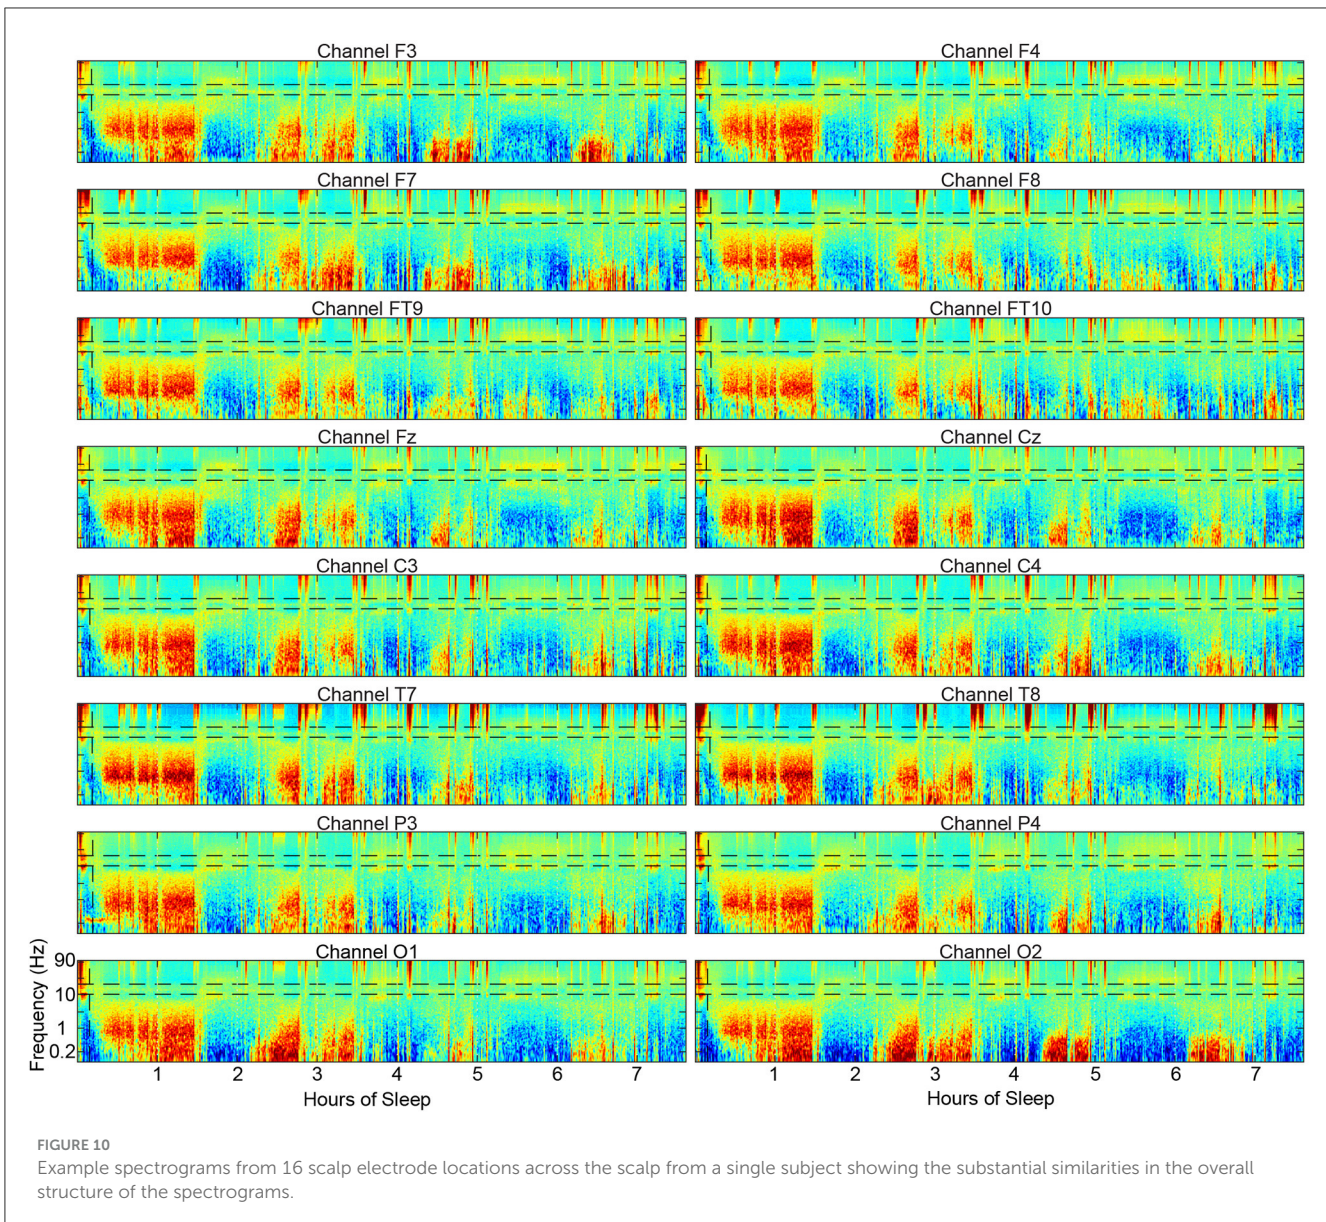 Channel F3
Channel F4
Channel F7
Channel F8
Channel FT9
Channel FT10
Channel Fz
Channel Cz
Channel C3
Channel C4
Channel T7
Channel T8
Channel P3
Channel P4
Channel O1
Channel O2
Frequency (Hz)
90
10
1
0.2
1 2 3 4 5 6 7
1 2 3 4 5 6 7
Hours of Sleep
Hours of Sleep
FIGURE 10
Example spectrograms from 16 scalp electrode locations across the scalp from a single subject showing the substantial similarities in the overall
structure of the spectrograms.